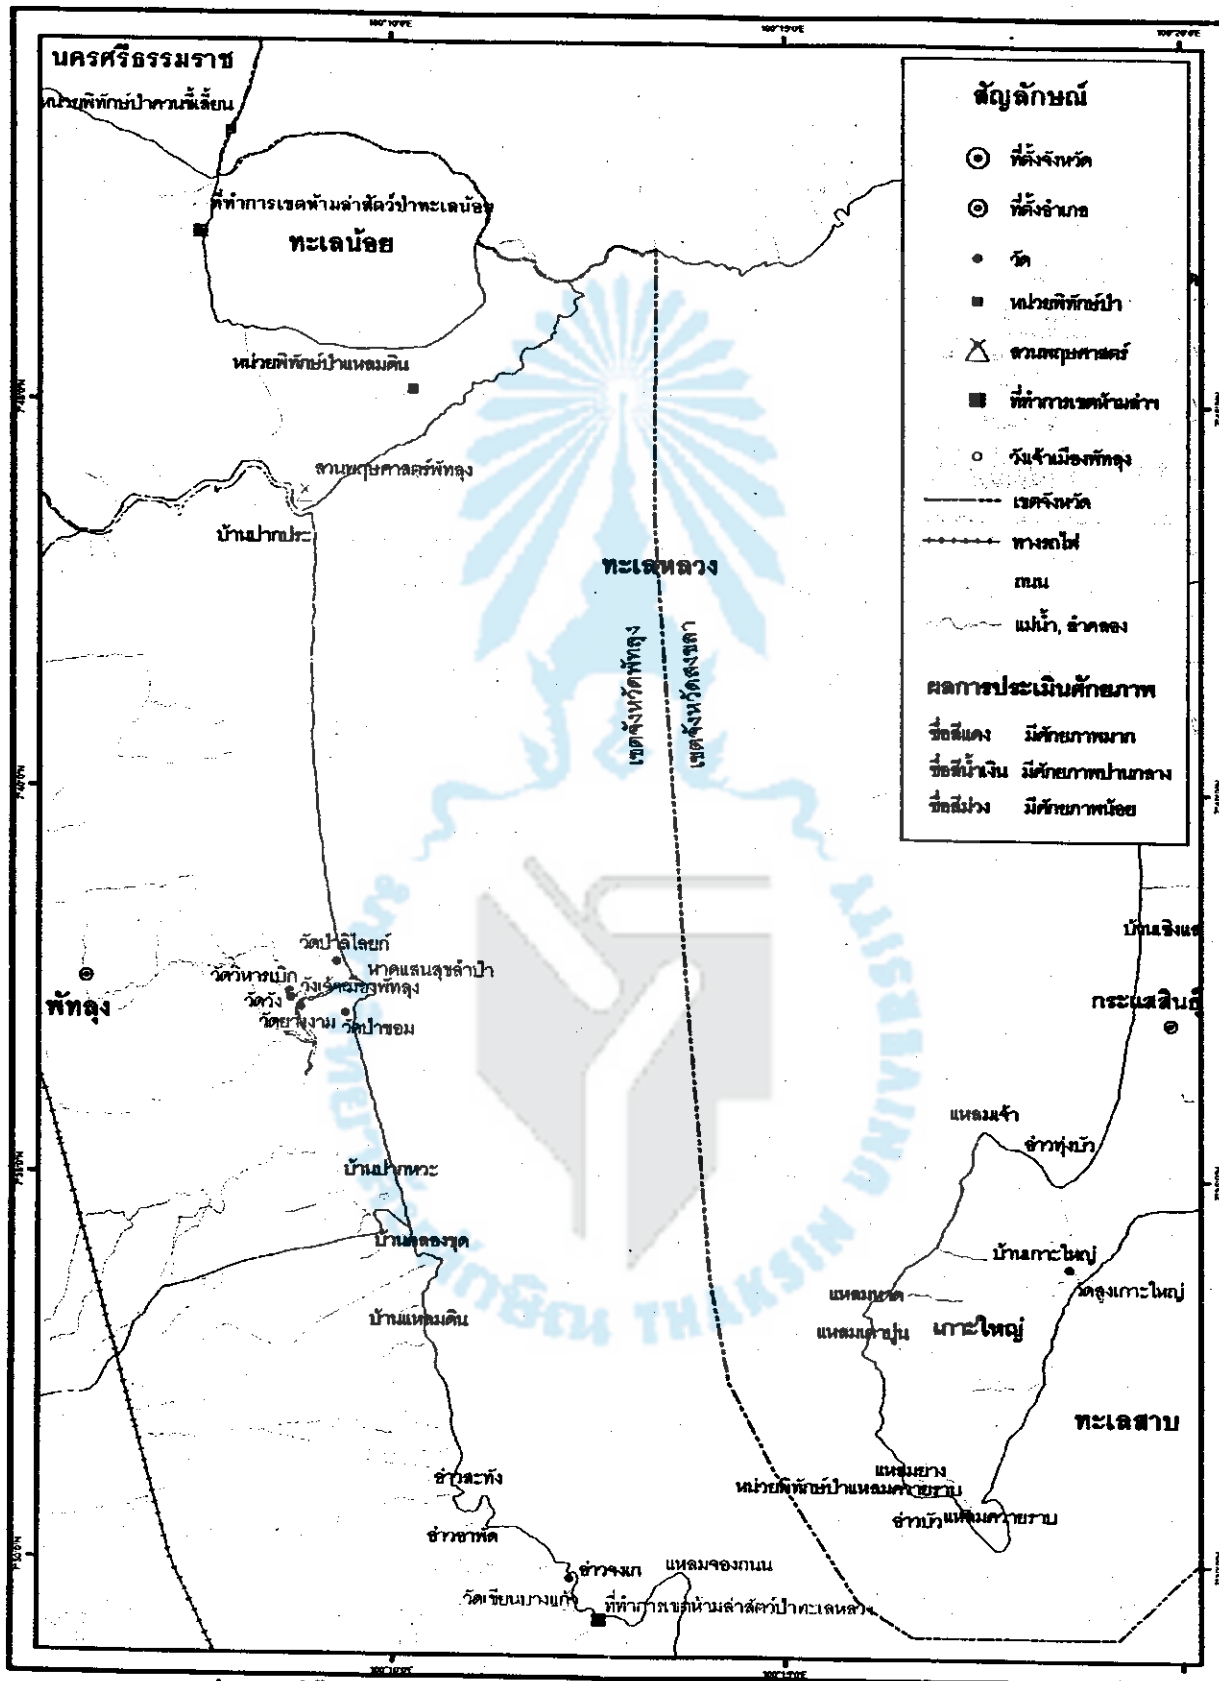 100°10'0"E
100°15'0"E
100°20'0"E
นครศรีธรรมราช
หน่วยพิทักษ์ป่าควนขี้เสี้ยน
ที่ทำการเขตห้ามล่าสัตว์ป่าทะเลน้อย
ทะเลน้อย
หน่วยพิทักษ์ป่าแหลมดิน
สวนพฤษศาสตร์พัทลุง
บ้านปากประ
ทะเลหลวง
เขตจังหวัดพัทลุง
เขตจังหวัดสงขลา
สัญลักษณ์
ที่ตั้งจังหวัด
ที่ตั้งอำเภอ
วัด
หน่วยพิทักษ์ป่า
สวนพฤษศาสตร์
ที่ทำการเขตห้ามล่าฯ
วังเจ้าเมืองพัทลุง
เขตจังหวัด
ทางรถไฟ
ถนน
แม่น้ำ, ลำคลอง
ผลการประเมินศักยภาพ
ชื่อสีแดง มีศักยภาพมาก
ชื่อสีน้ำเงิน มีศักยภาพปานกลาง
ชื่อสีม่วง มีศักยภาพน้อย
วัดป่าลิไลยก์
หาดแสนสุขลำปำ
วัดวิหารเบิก
วังเจ้าเมืองพัทลุง
วัดวัง
วัดยางงาม
วัดป่าขอม
พัทลุง
บ้านเชิงแส
กระแสสินธุ์
แหลมเจ้า
อ่าวทุ่งบัว
บ้านปากหวะ
บ้านคลองขุด
บ้านแหลมดิน
บ้านเกาะใหญ่
วัดสูงเกาะใหญ่
แหลมหาด
เกาะใหญ่
ทะเลสาบ
แหลมยาง
หน่วยพิทักษ์ป่าแหลมควายราบ
อ่าวบัว
แหลมควายราบ
อ่าวสะทัง
อ่าวอาพัด
อ่าวจงเก
แหลมจองถนน
วัดเขียนบางแก้ว
ที่ทำการเขตห้ามล่าสัตว์ป่าทะเลหลวง
THAKSIN UNIVERSITY
100°10'0"E
100°15'0"E